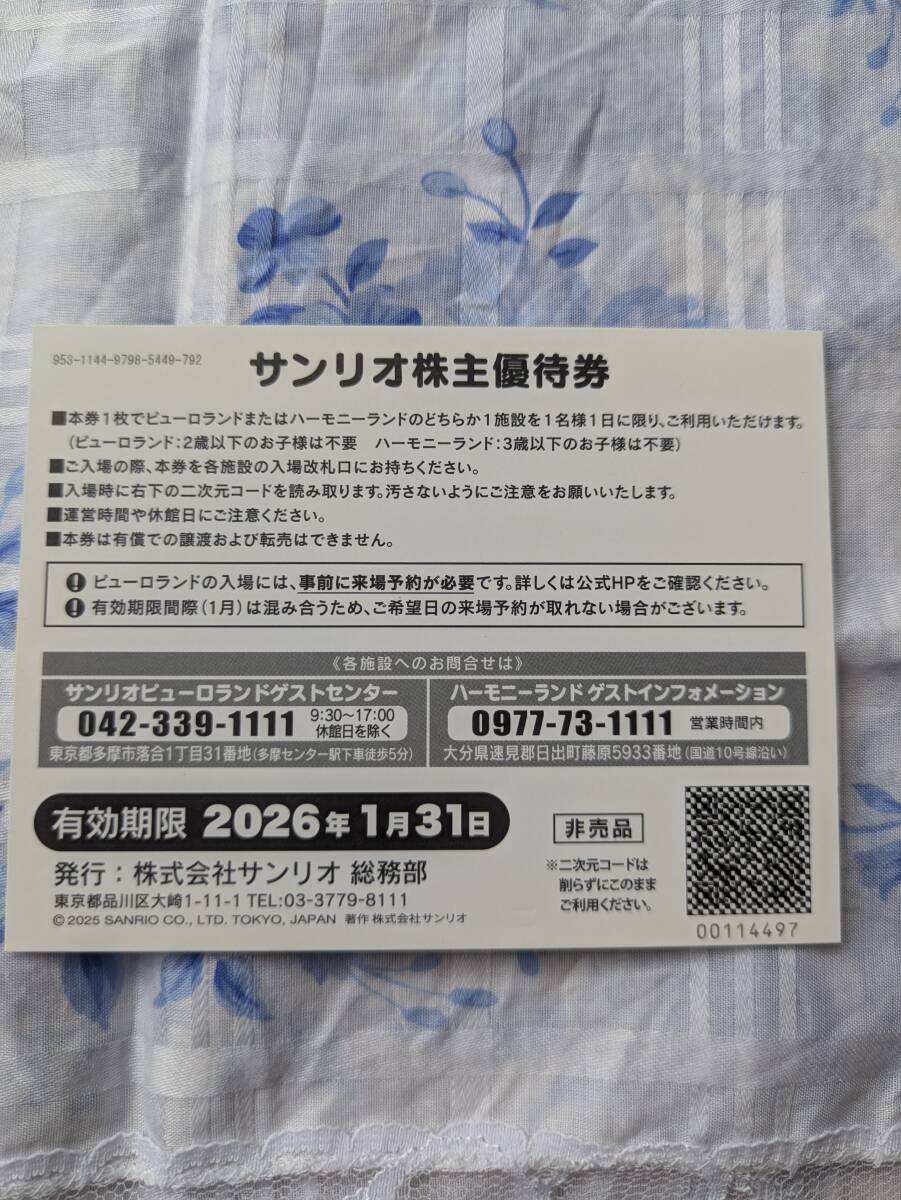 953-1144-9798-5449-792
サンリオ株主優待券
■本券1枚でピューロランドまたはハーモニーランドのどちらか1施設を1名様1日に限り、ご利用いただけます。
(ピューロランド:2歳以下のお子様は不要 ハーモニーランド:3歳以下のお子様は不要)
■ご入場の際、本券を各施設の入場改札口にお持ちください。
■入場時に右下の二次元コードを読み取ります。汚さないようにご注意をお願いいたします。
■運営時間や休館日にご注意ください。
■本券は有償での譲渡および転売はできません。
! ピューロランドの入場には、事前に来場予約が必要です。詳しくは公式HPをご確認ください。
! 有効期限間際(1月)は混み合うため、ご希望日の来場予約が取れない場合がございます。
《各施設へのお問合せは》
サンリオピューロランドゲストセンター
042-339-1111 9:30〜17:00 休館日を除く
東京都多摩市落合1丁目31番地(多摩センター駅下車徒歩5分)
ハーモニーランド ゲストインフォメーション
0977-73-1111 営業時間内
大分県速見郡日出町藤原5933番地(国道10号線沿い)
有効期限 2026年1月31日
発行:株式会社サンリオ 総務部
東京都品川区大崎1-11-1 TEL:03-3779-8111
©2025 SANRIO CO., LTD. TOKYO, JAPAN 著作 株式会社サンリオ
非売品
※二次元コードは
削らずにこのまま
ご利用ください。
00114497